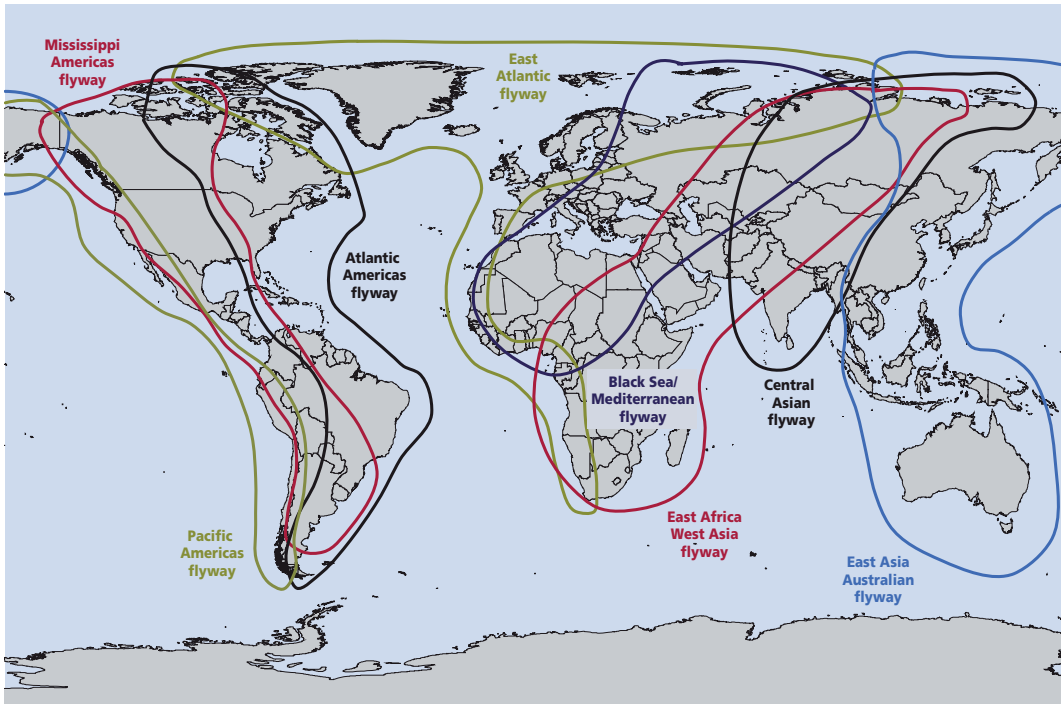 Mississippi
Americas
flyway
East
Atlantic
flyway
Atlantic
Americas
flyway
Black Sea/
Mediterranean
flyway
Central
Asian
flyway
Pacific
Americas
flyway
East Africa
West Asia
flyway
East Asia
Australian
flyway